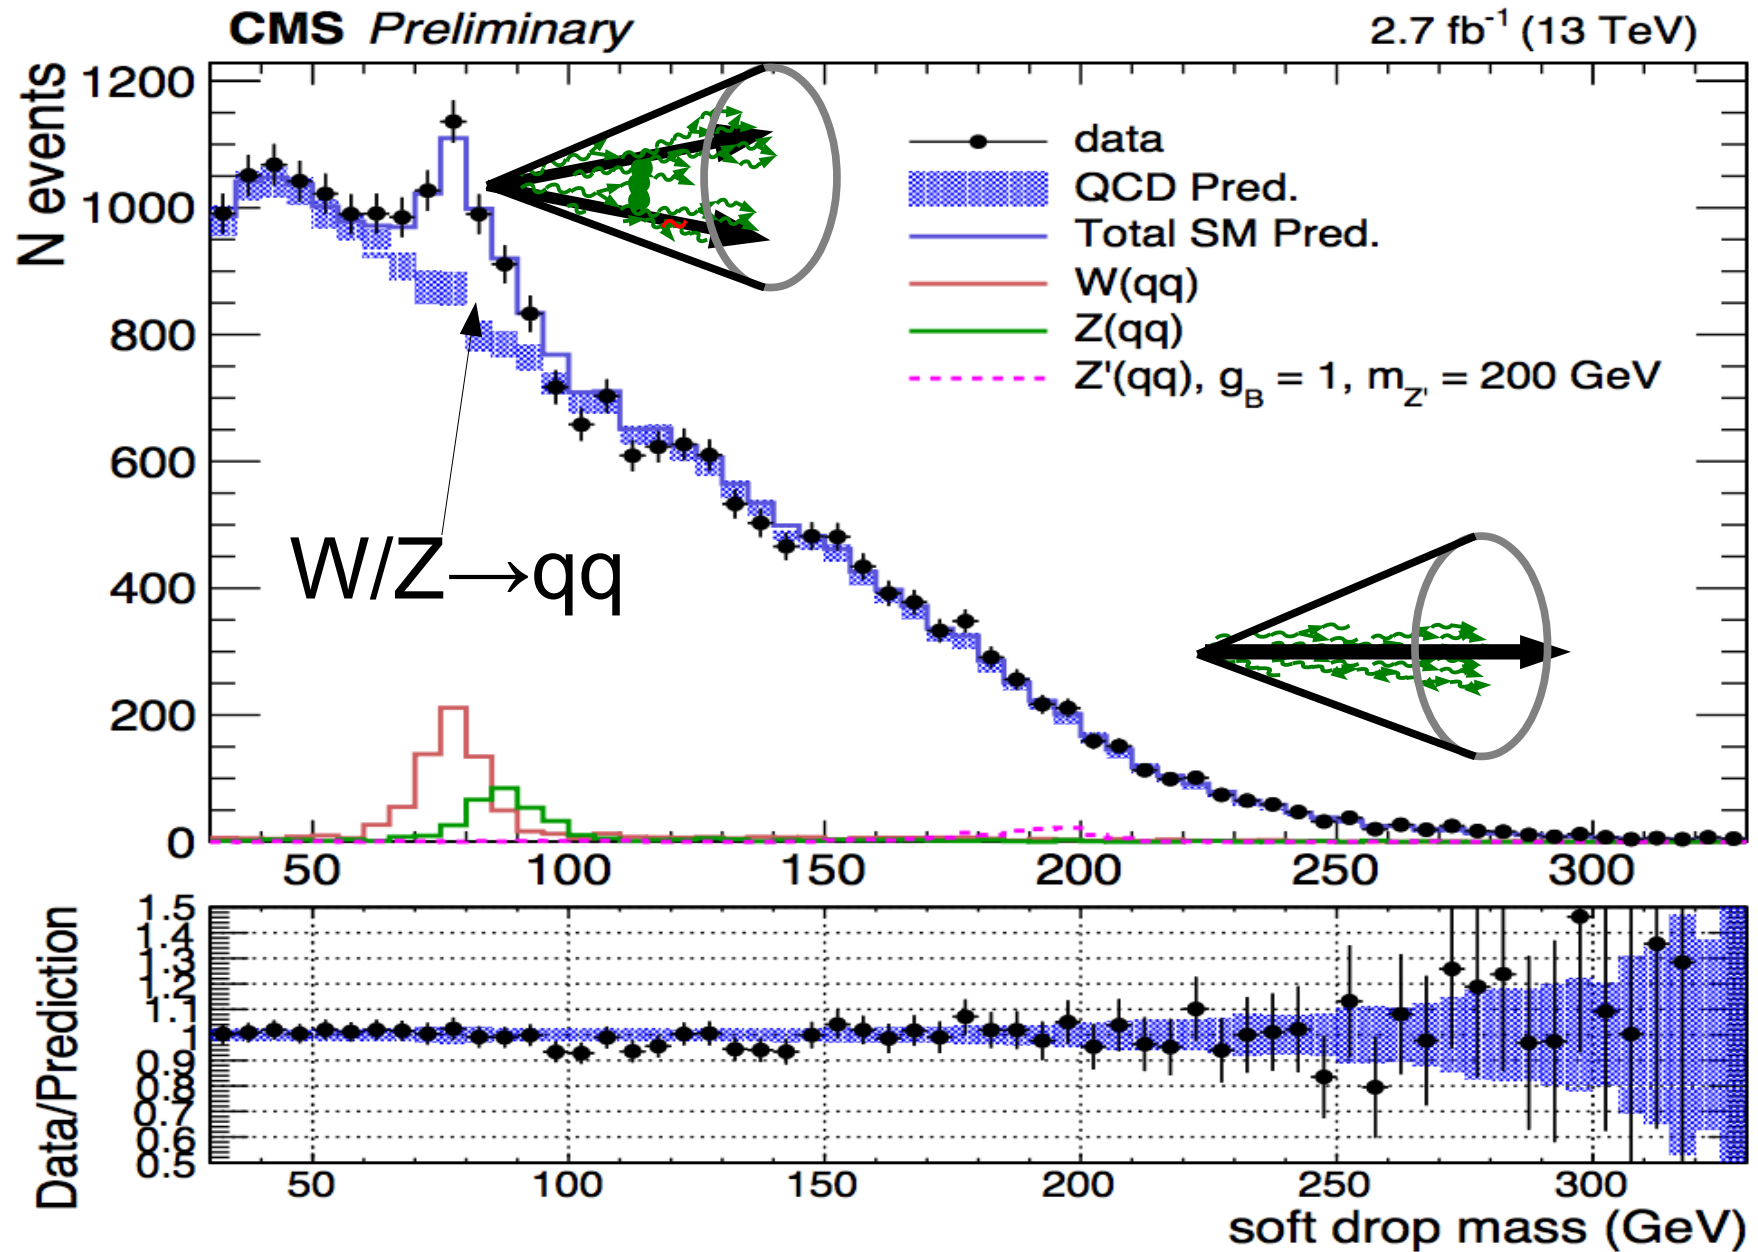 CMS Preliminary 2.7 fb⁻¹ (13 TeV)
N events
1200
1000
800
600
400
200
0
data
QCD Pred.
Total SM Pred.
W(qq)
Z(qq)
Z'(qq), g_B = 1, m_Z' = 200 GeV
W/Z→qq
50 100 150 200 250 300
Data/Prediction
1.5
1.4
1.3
1.2
1.1
1
0.9
0.8
0.7
0.6
0.5
50 100 150 200 250 300
soft drop mass (GeV)